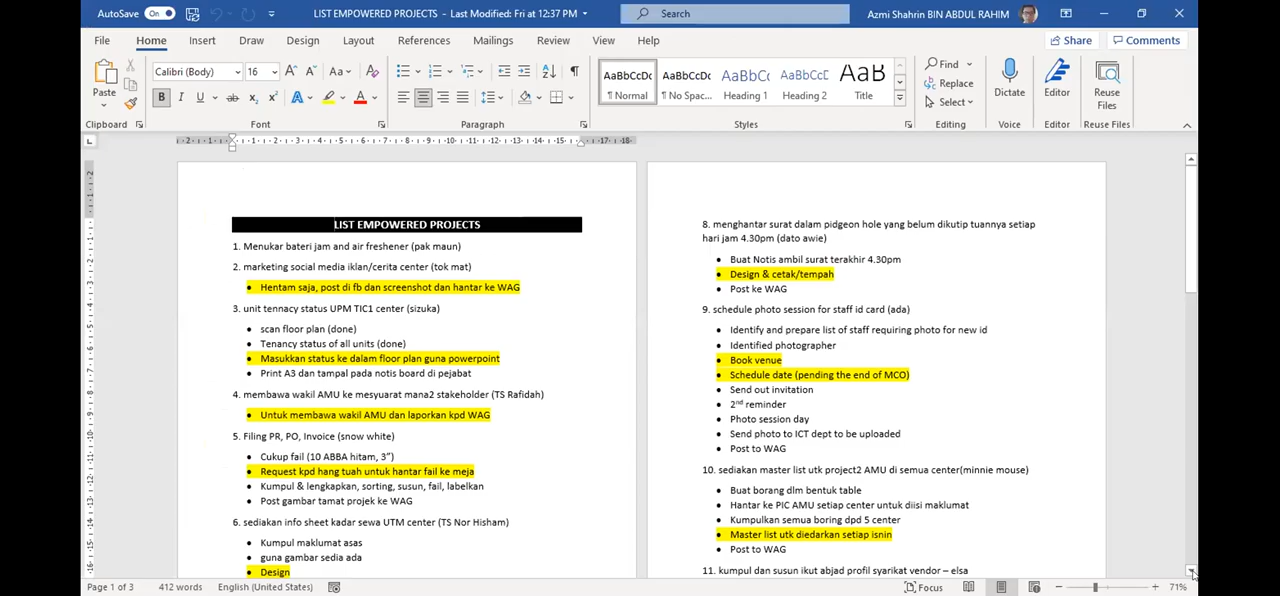 AutoSave On LIST EMPOWERED PROJECTS - Last Modified: Fri at 12:37 PM Search Azmi Shahrin BIN ABDUL RAHIM
File Home Insert Draw Design Layout References Mailings Review View Help Share Comments
Calibri (Body) 16 A A Aa A
Paste
B I U ab x₂ x² A A
AaBbCcDc AaBbCcDc AaBbCc AaBbCcD AaB
¶ Normal ¶ No Spac... Heading 1 Heading 2 Title
Find
Replace
Select
Dictate
Editor
Reuse Files
Clipboard Font Paragraph Styles Editing Voice Editor Reuse Files
LIST EMPOWERED PROJECTS
1. Menukar bateri jam and air freshener (pak maun)
2. marketing social media iklan/cerita center (tok mat)
• Hentam saja, post di fb dan screenshot dan hantar ke WAG
3. unit tennacy status UPM TIC1 center (sizuka)
• scan floor plan (done)
• Tenancy status of all units (done)
• Masukkan status ke dalam floor plan guna powerpoint
• Print A3 dan tampal pada notis board di pejabat
4. membawa wakil AMU ke mesyuarat mana2 stakeholder (TS Rafidah)
• Untuk membawa wakil AMU dan laporkan kpd WAG
5. Filing PR, PO, Invoice (snow white)
• Cukup fail (10 ABBA hitam, 3”)
• Request kpd hang tuah untuk hantar fail ke meja
• Kumpul & lengkapkan, sorting, susun, fail, labelkan
• Post gambar tamat projek ke WAG
6. sediakan info sheet kadar sewa UTM center (TS Nor Hisham)
• Kumpul maklumat asas
• guna gambar sedia ada
• Design
8. menghantar surat dalam pidgeon hole yang belum dikutip tuannya setiap
hari jam 4.30pm (dato awie)
• Buat Notis ambil surat terakhir 4.30pm
• Design & cetak/tempah
• Post ke WAG
9. schedule photo session for staff id card (ada)
• Identify and prepare list of staff requiring photo for new id
• Identified photographer
• Book venue
• Schedule date (pending the end of MCO)
• Send out invitation
• 2nd reminder
• Photo session day
• Send photo to ICT dept to be uploaded
• Post to WAG
10. sediakan master list utk project2 AMU di semua center(minnie mouse)
• Buat borang dlm bentuk table
• Hantar ke PIC AMU setiap center untuk diisi maklumat
• Kumpulkan semua boring dpd 5 center
• Master list utk diedarkan setiap isnin
• Post to WAG
11. kumpul dan susun ikut abjad profil syarikat vendor – elsa
Page 1 of 3 412 words English (United States) Focus 71%